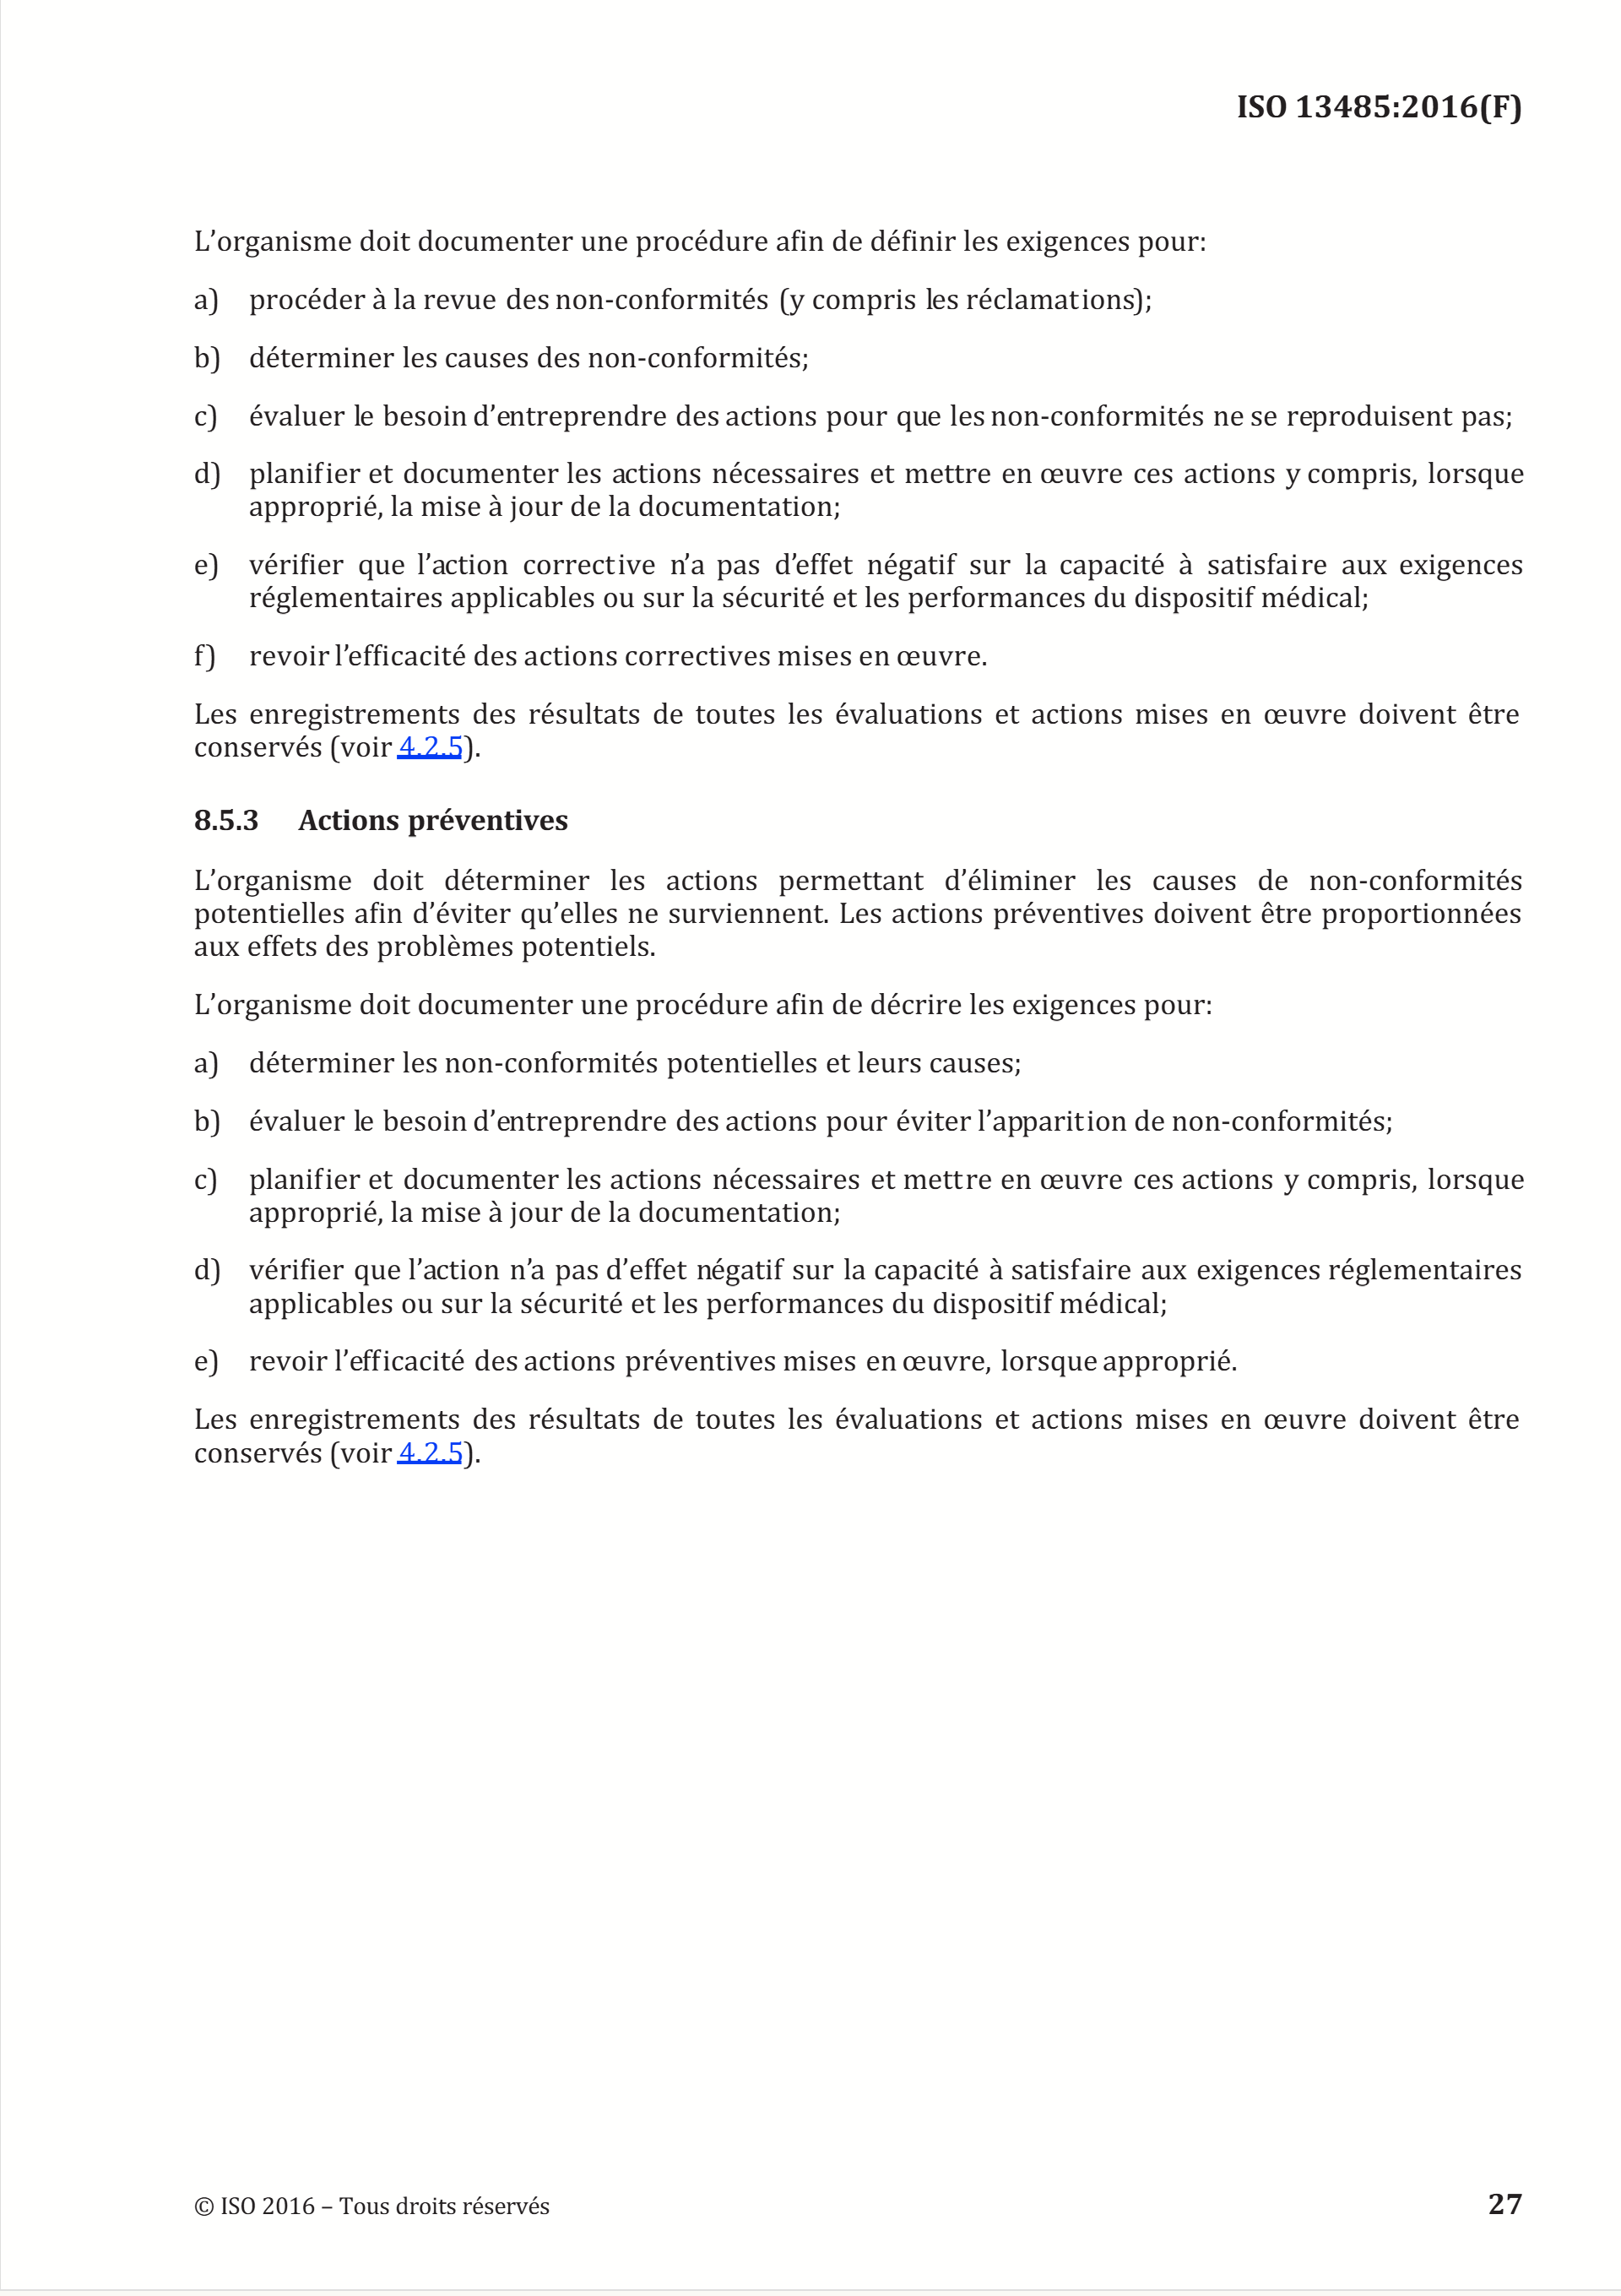 ISO 13485:2016(F)
L’organisme doit documenter une procédure afin de définir les exigences pour:
a) procéder à la revue des non-conformités (y compris les réclamations);
b) déterminer les causes des non-conformités;
c) évaluer le besoin d’entreprendre des actions pour que les non-conformités ne se reproduisent pas;
d) planifier et documenter les actions nécessaires et mettre en œuvre ces actions y compris, lorsque
approprié, la mise à jour de la documentation;
e) vérifier que l’action corrective n’a pas d’effet négatif sur la capacité à satisfaire aux exigences
réglementaires applicables ou sur la sécurité et les performances du dispositif médical;
f) revoir l’efficacité des actions correctives mises en œuvre.
Les enregistrements des résultats de toutes les évaluations et actions mises en œuvre doivent être
conservés (voir 4.2.5).
8.5.3 Actions préventives
L’organisme doit déterminer les actions permettant d’éliminer les causes de non-conformités
potentielles afin d’éviter qu’elles ne surviennent. Les actions préventives doivent être proportionnées
aux effets des problèmes potentiels.
L’organisme doit documenter une procédure afin de décrire les exigences pour:
a) déterminer les non-conformités potentielles et leurs causes;
b) évaluer le besoin d’entreprendre des actions pour éviter l’apparition de non-conformités;
c) planifier et documenter les actions nécessaires et mettre en œuvre ces actions y compris, lorsque
approprié, la mise à jour de la documentation;
d) vérifier que l’action n’a pas d’effet négatif sur la capacité à satisfaire aux exigences réglementaires
applicables ou sur la sécurité et les performances du dispositif médical;
e) revoir l’efficacité des actions préventives mises en œuvre, lorsque approprié.
Les enregistrements des résultats de toutes les évaluations et actions mises en œuvre doivent être
conservés (voir 4.2.5).
© ISO 2016 – Tous droits réservés
27